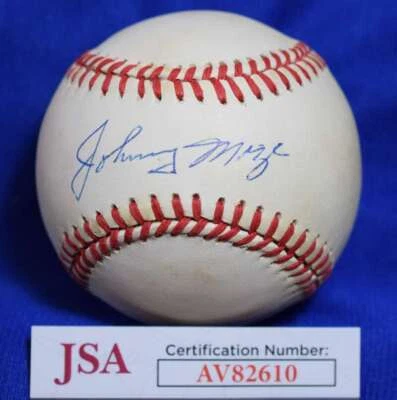 Johnny Mize
JSA
Certification Number:
AV82610